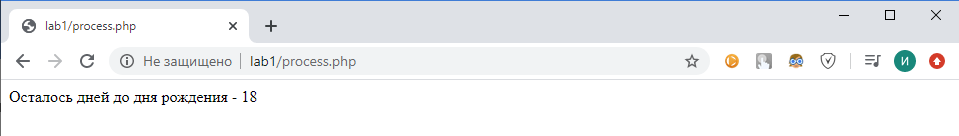 lab1/process.php
Не защищено
lab1/process.php
И
Осталось дней до дня рождения - 18